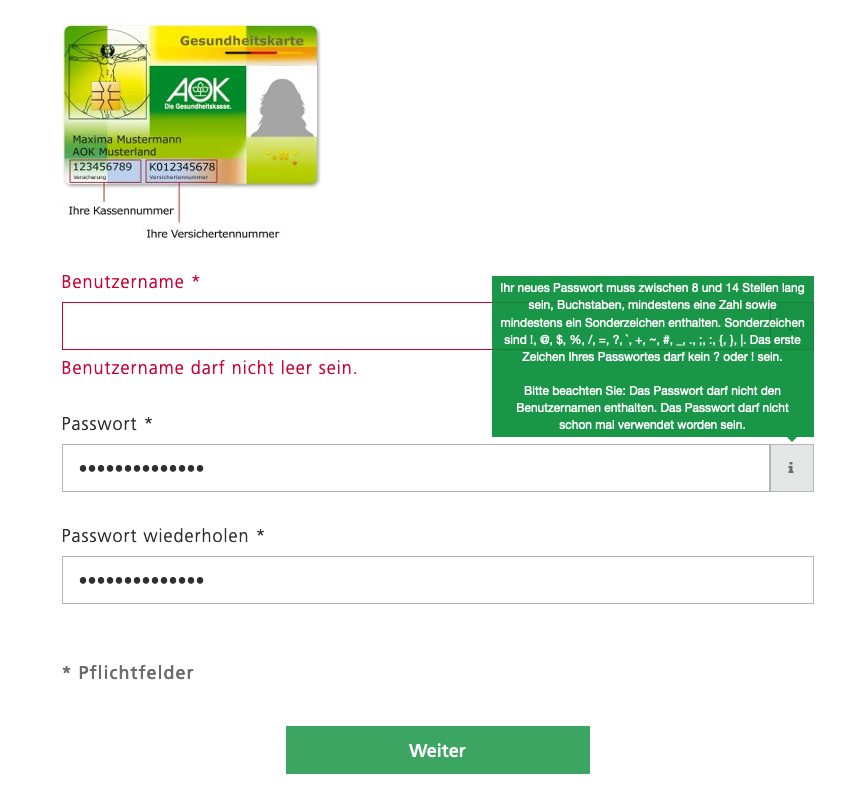 Gesundheitskarte
AOK
Die Gesundheitskasse.
Maxima Mustermann
AOK Musterland
123456789 K012345678
Versicherung Versichertennummer
Ihre Kassennummer
Ihre Versichertennummer
Benutzername *
Benutzername darf nicht leer sein.
Ihr neues Passwort muss zwischen 8 und 14 Stellen lang
sein, Buchstaben, mindestens eine Zahl sowie
mindestens ein Sonderzeichen enthalten. Sonderzeichen
sind !, @, $, %, /, =, ?, `, +, ~, #, _, ., ;, :, {, }, |. Das erste
Zeichen Ihres Passwortes darf kein ? oder ! sein.
Bitte beachten Sie: Das Passwort darf nicht den
Benutzernamen enthalten. Das Passwort darf nicht
schon mal verwendet worden sein.
Passwort *
••••••••••••••
i
Passwort wiederholen *
••••••••••••••
* Pflichtfelder
Weiter